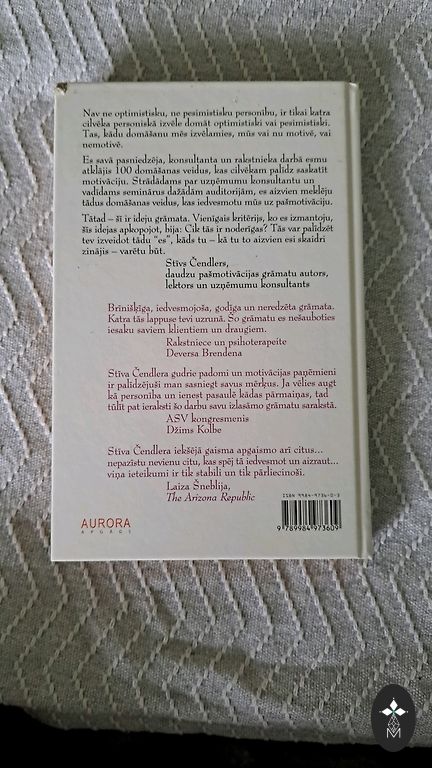 Nav ne optimistisku, ne pesimistisku personību, ir tikai katra
cilvēka personiskā izvēle domāt optimistiski vai pesimistiski.
Tas, kādu domāšanu mēs izvēlamies, mūs vai nu motivē, vai
nemotivē.
Es savā pasniedzēja, konsultanta un rakstnieka darbā esmu
atklājis 100 domāšanas veidus, kas cilvēkam palīdz saskatīt
motivāciju. Strādādams par uzņēmumu konsultantu un
vadīdams seminārus dažādām auditorijām, es aizvien meklēju
tādus domāšanas veidus, kas iedvesmotu mūs uz pašmotivāciju.
Tātad – šī ir ideju grāmata. Vienīgais kritērijs, ko es izmantoju,
šīs idejas apkopojot, bija: Cik tās ir noderīgas? Tās var palīdzēt
tev izveidot tādu "es", kāds tu – kā tu to aizvien esi skaidri
zinājis – varētu būt.
Stīvs Čendlers,
daudzu pašmotivācijas grāmatu autors,
lektors un uzņēmumu konsultants
Brīnišķīga, iedvesmojoša, godīga un neredzēta grāmata.
Katra tās lappuse tevi uzrunā. Šo grāmatu es nešauboties
iesaku saviem klientiem un draugiem.
Rakstniece un psihoterapeite
Deversa Brendena
Stīva Čendlera gudrie padomi un motivācijas paņēmieni
ir palīdzējuši man sasniegt savus mērķus. Ja vēlies augt
kā personība un ienest pasaulē kādas pārmaiņas, tad
tūlīt pat ieraksti šo darbu savu izlasāmo grāmatu sarakstā.
ASV kongresmenis
Džims Kolbe
Stīva Čendlera iekšējā gaisma apgaismo arī citus...
nepazīstu nevienu citu, kas spēj tā iedvesmot un aizraut...
viņa ieteikumi ir tik stabili un tik pārliecinoši.
Laiza Šneblija,
The Arizona Republic
ISBN 9984-9736-0-3
9 789984 973609
AURORA
APGĀDS
M